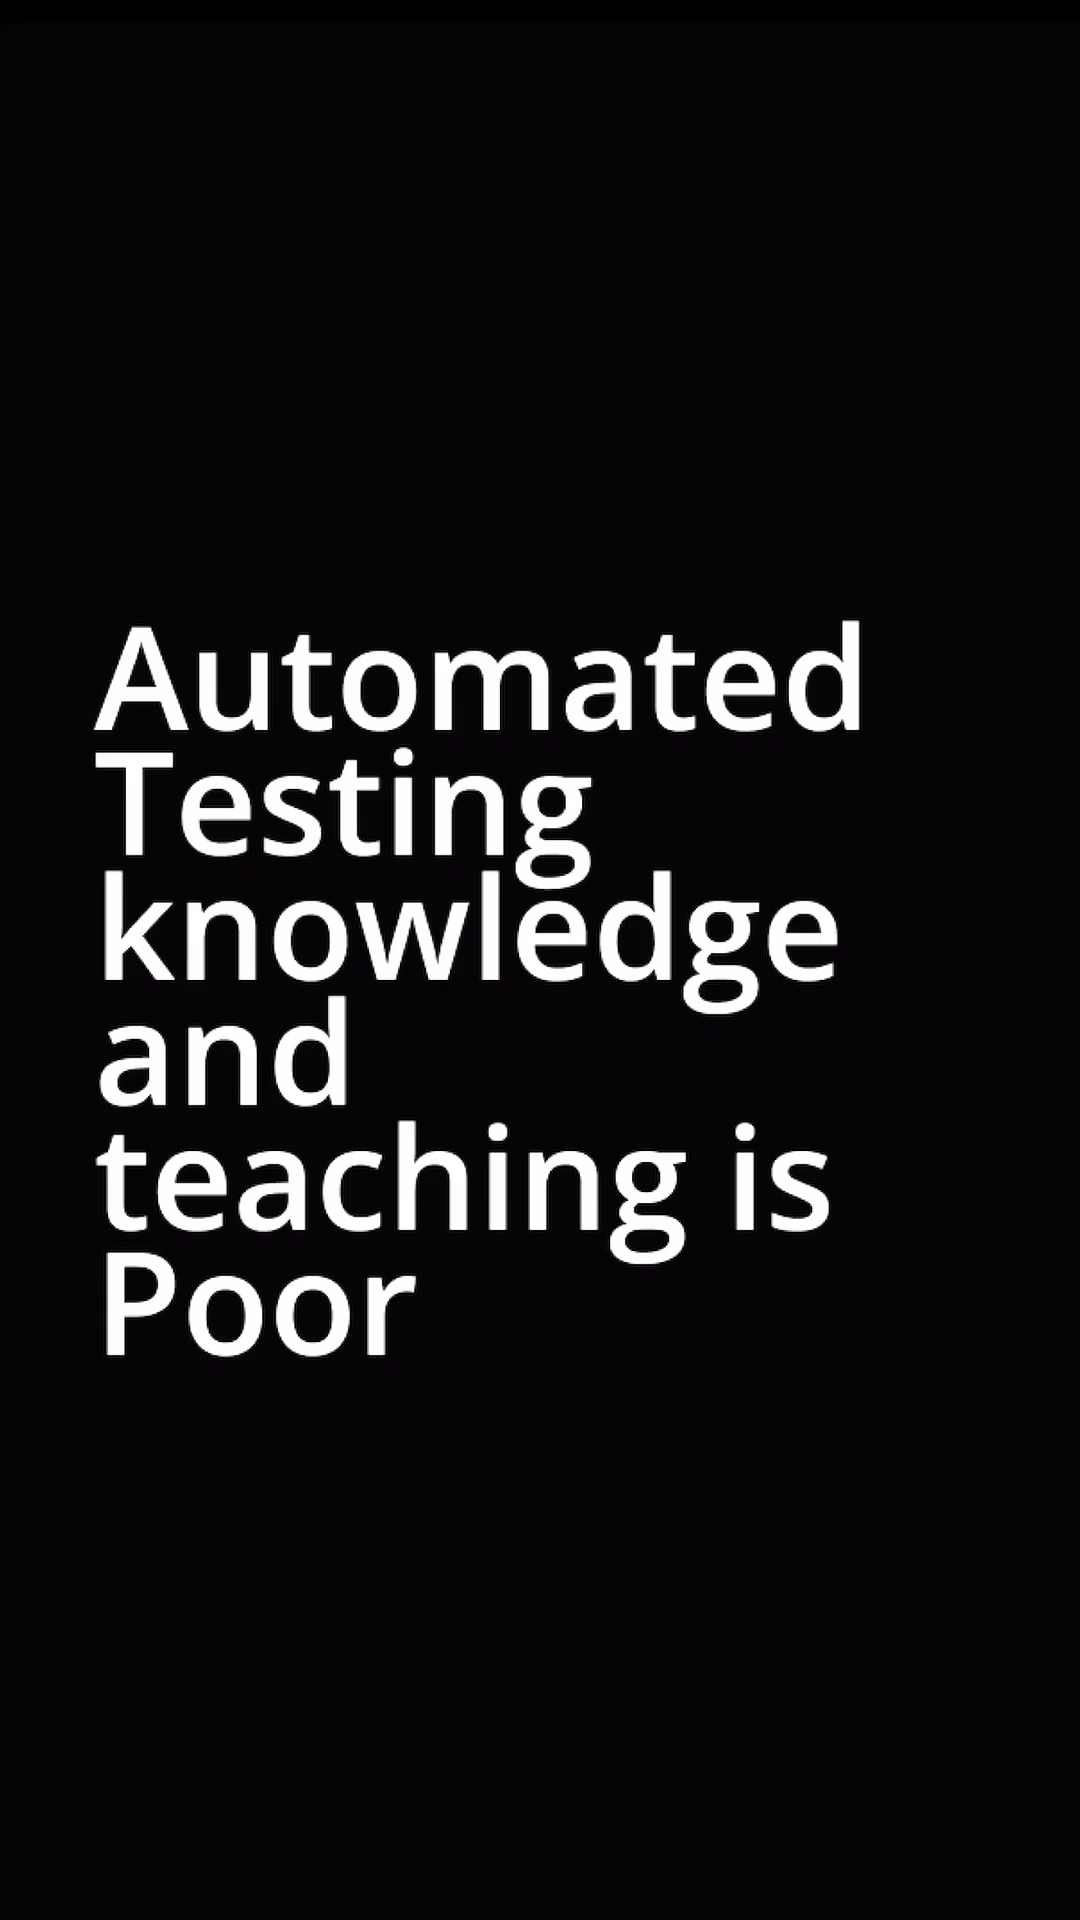 Automated
Testing
knowledge
and
teaching is
Poor